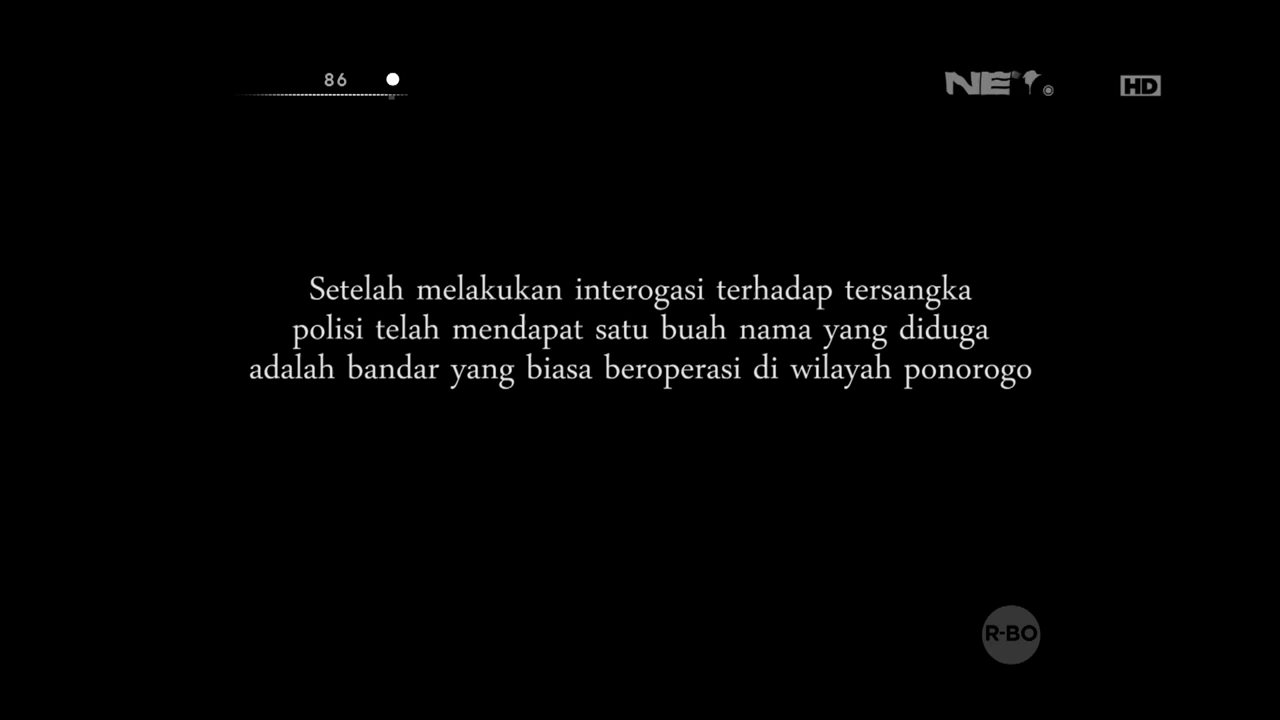 86
NET.
HD
Setelah melakukan interogasi terhadap tersangka
polisi telah mendapat satu buah nama yang diduga
adalah bandar yang biasa beroperasi di wilayah ponorogo
R-BO